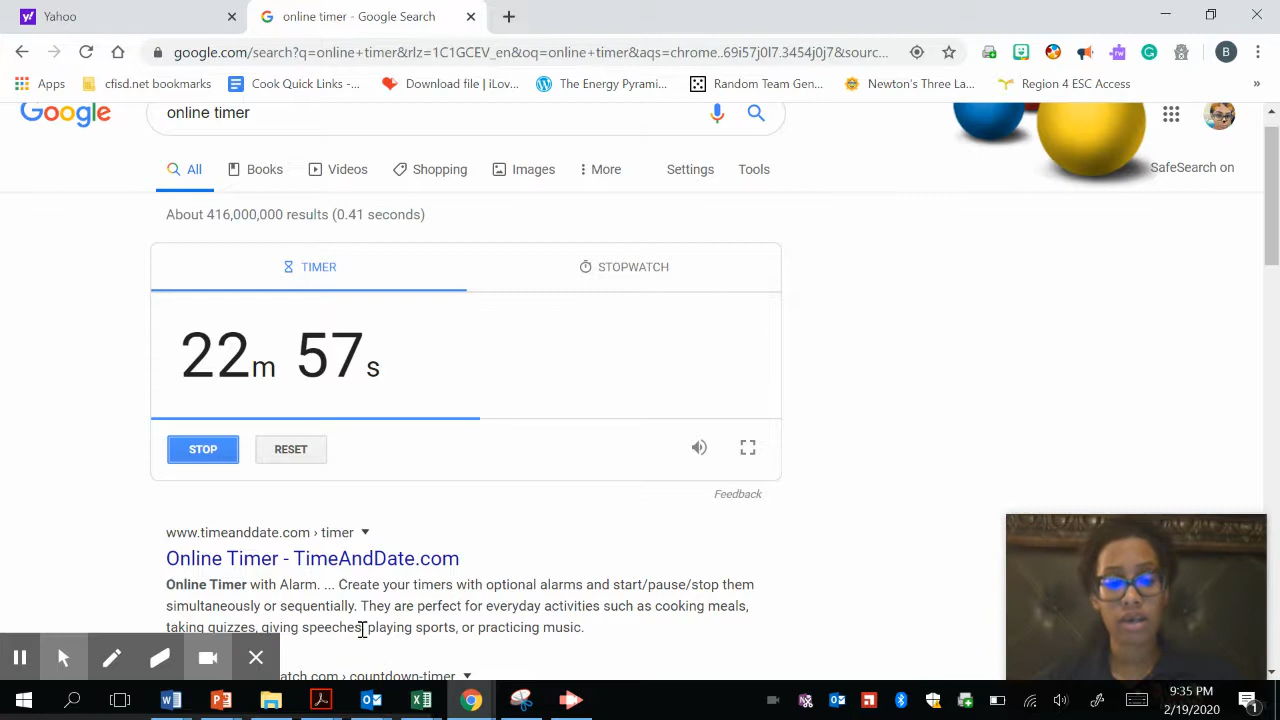 Yahoo
online timer - Google Search
google.com/search?q=online+timer&rlz=1C1GCEV_en&oq=online+timer&aqs=chrome..69i57j0l7.3454j0j7&sourc...
B
Apps
cfisd.net bookmarks
Cook Quick Links -...
Download file | iLov...
The Energy Pyrami...
Random Team Gen...
Newton's Three La...
Region 4 ESC Access
»
Google
online timer
All
Books
Videos
Shopping
Images
More
Settings
Tools
SafeSearch on
About 416,000,000 results (0.41 seconds)
TIMER
STOPWATCH
22m 57s
STOP
RESET
Feedback
www.timeanddate.com › timer
Online Timer - TimeAndDate.com
Online Timer with Alarm. ... Create your timers with optional alarms and start/pause/stop them
simultaneously or sequentially. They are perfect for everyday activities such as cooking meals,
taking quizzes, giving speeches playing sports, or practicing music.
atch.com › countdown-timer
9:35 PM
2/19/2020